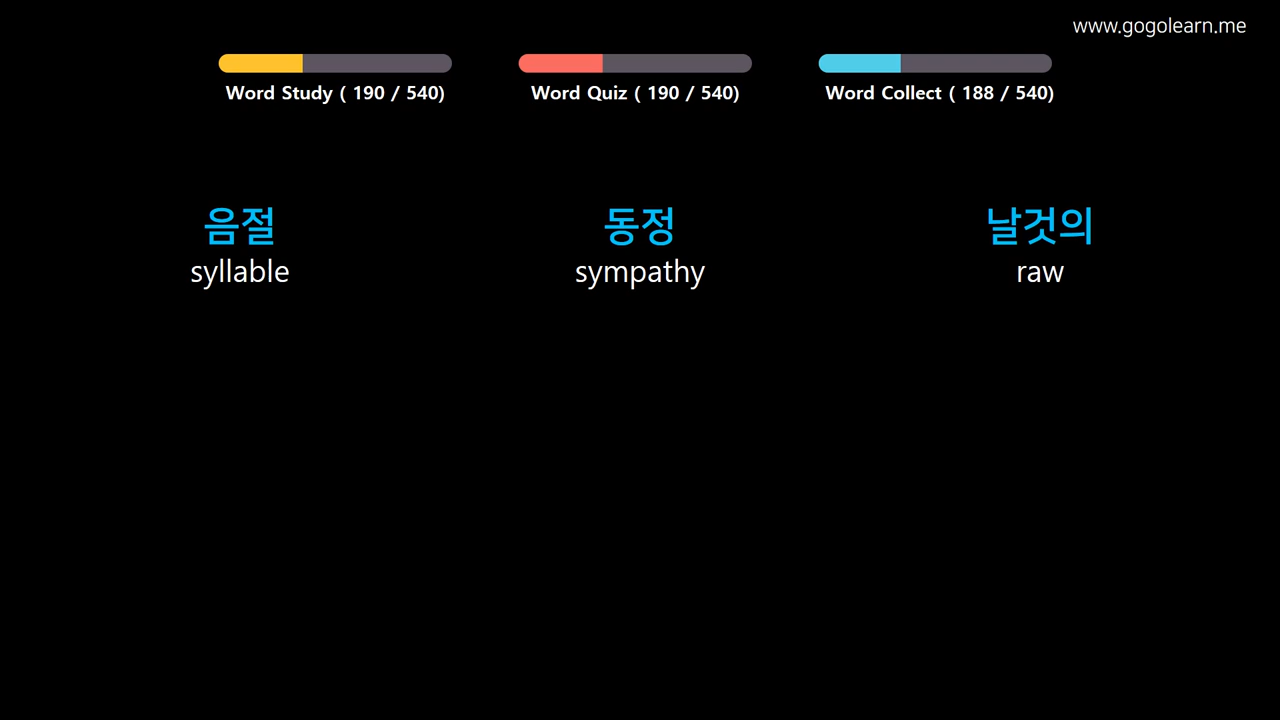 www.gogolearn.me
Word Study ( 190 / 540)
Word Quiz ( 190 / 540)
Word Collect ( 188 / 540)
음절
syllable
동정
sympathy
날것의
raw